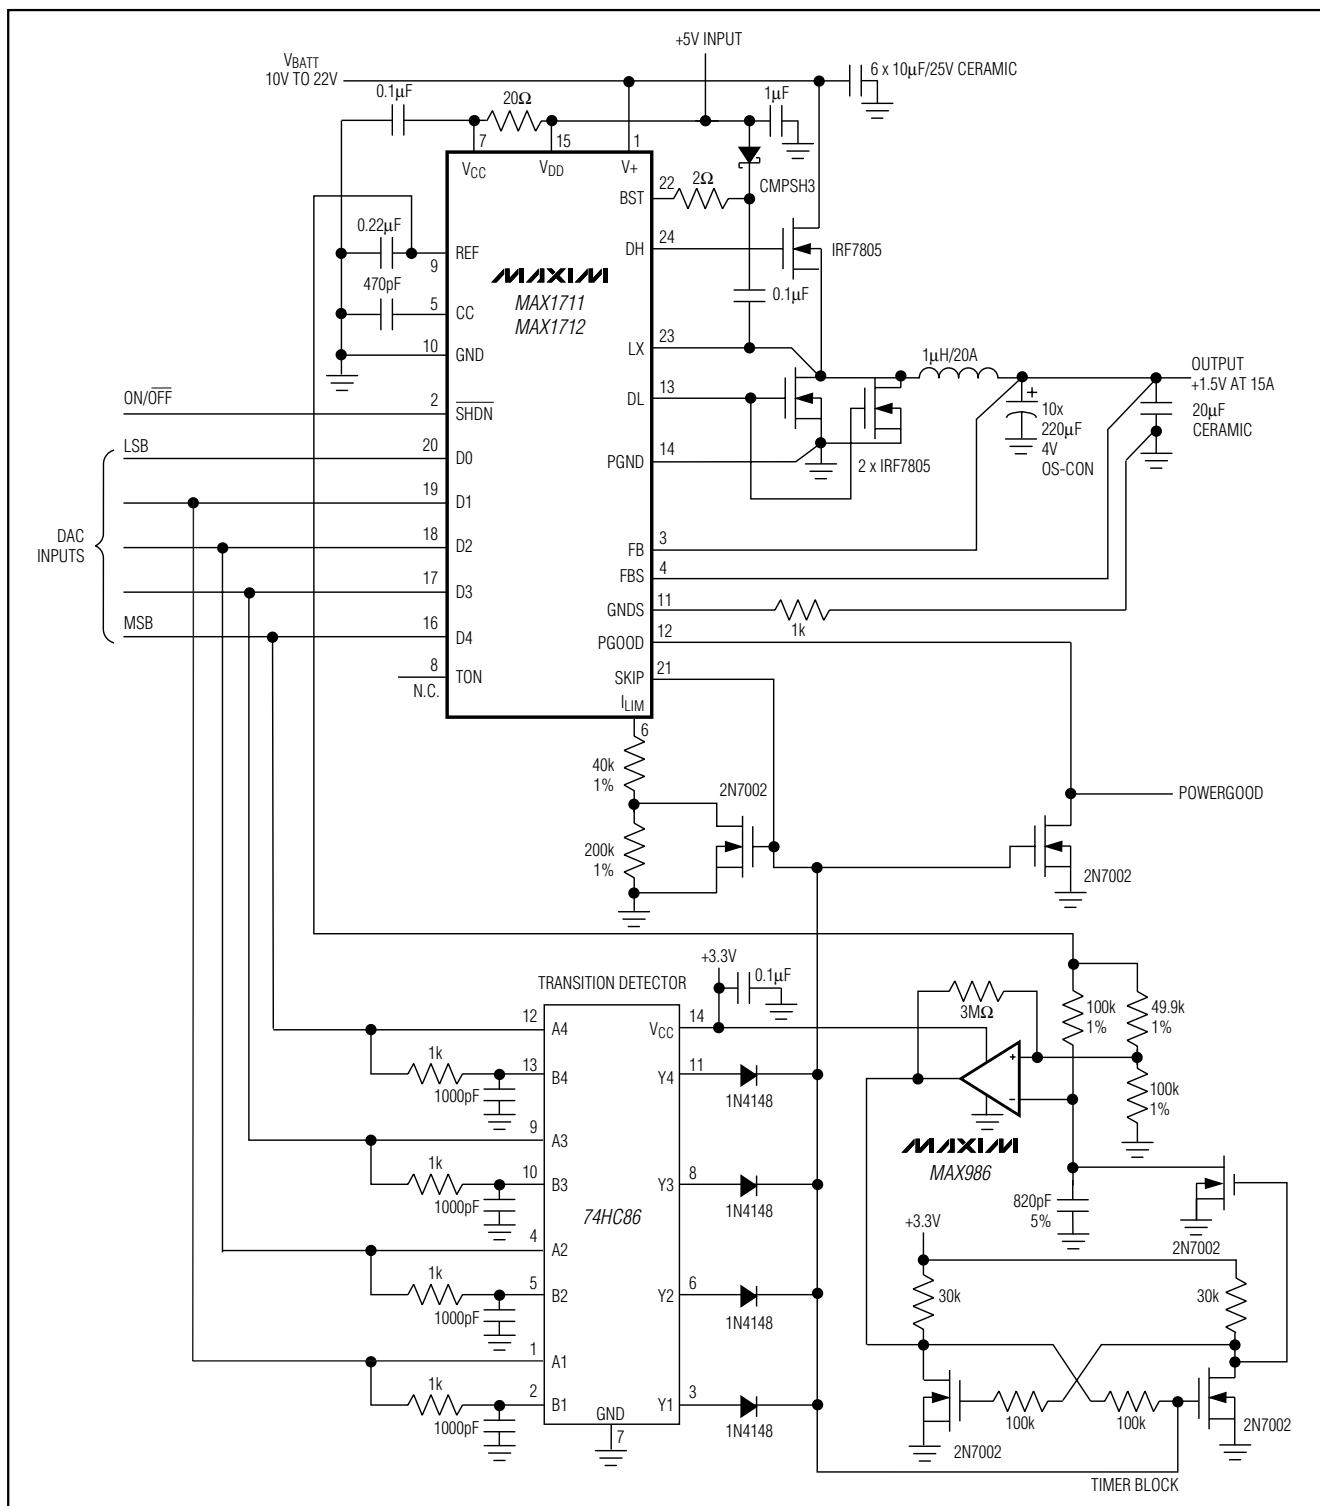 +5V INPUT
VBATT
10V TO 22V
6 x 10µF/25V CERAMIC
0.1µF
20Ω
1µF
7
15
1
VCC
VDD
V+
CMPSH3
22
2Ω
BST
0.22µF
REF
9
DH
24
IRF7805
MAXIM
MAX1711
MAX1712
470pF
5
CC
0.1µF
10
GND
LX
23
1µH/20A
OUTPUT
+1.5V AT 15A
ON/OFF
2
SHDN
DL
13
10x
220µF
4V
OS-CON
20µF
CERAMIC
LSB
20
D0
PGND
14
2 x IRF7805
19
D1
DAC
INPUTS
18
D2
FB
3
FBS
4
17
D3
GNDS
11
1k
MSB
16
D4
PGOOD
12
8
TON
N.C.
SKIP
21
ILIM
6
40k
1%
2N7002
POWERGOOD
200k
1%
2N7002
+3.3V
0.1µF
TRANSITION DETECTOR
3MΩ
100k
1%
49.9k
1%
12
A4
VCC
14
1k
13
B4
1000pF
Y4
11
1N4148
+
-
100k
1%
MAXIM
MAX986
9
A3
1k
10
B3
1000pF
Y3
8
1N4148
74HC86
820pF
5%
2N7002
4
A2
1k
5
B2
1000pF
Y2
6
1N4148
+3.3V
30k
30k
1
A1
1k
2
B1
1000pF
Y1
3
1N4148
GND
7
100k
100k
2N7002
2N7002
TIMER BLOCK